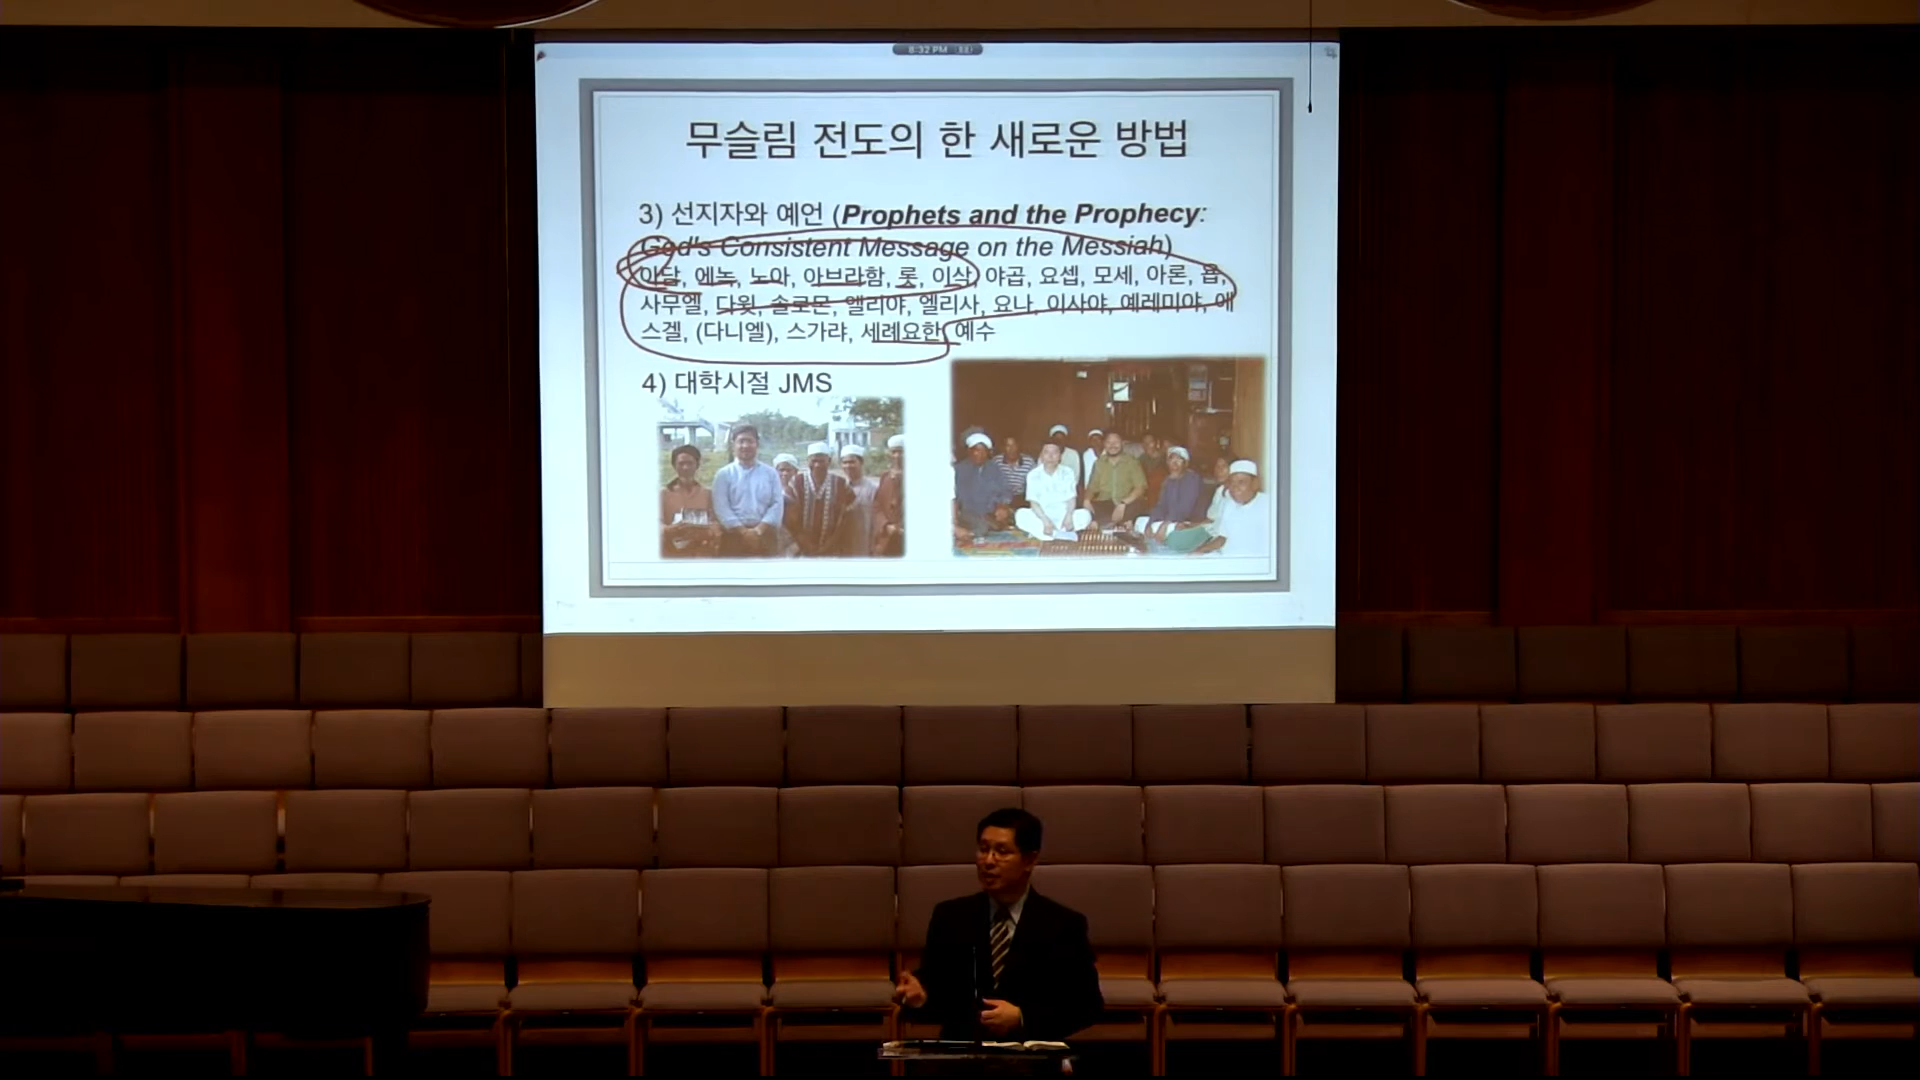 8:32 PM
무슬림 전도의 한 새로운 방법
3) 선지자와 예언 (Prophets and the Prophecy:
God's Consistent Message on the Messiah)
아담, 에녹, 노아, 아브라함, 롯, 이삭, 야곱, 요셉, 모세, 아론, 욥,
사무엘, 다윗, 솔로몬, 엘리야, 엘리사, 요나, 이사야, 예레미야, 에
스겔, (다니엘), 스가랴, 세례요한, 예수
4) 대학시절 JMS